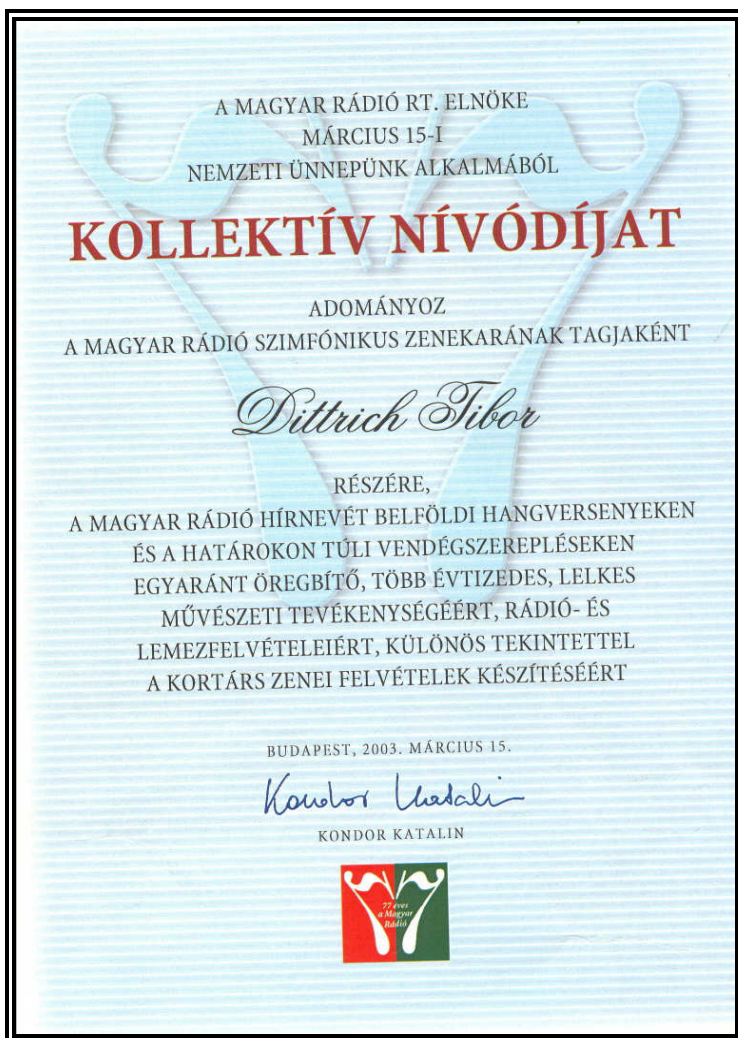 A MAGYAR RÁDIÓ RT. ELNÖKE
MÁRCIUS 15-I
NEMZETI ÜNNEPÜNK ALKALMÁBÓL
KOLLEKTÍV NÍVÓDÍJAT
ADOMÁNYOZ
A MAGYAR RÁDIÓ SZIMFÓNIKUS ZENEKARÁNAK TAGJAKÉNT
Dittrich Tibor
RÉSZÉRE,
A MAGYAR RÁDIÓ HÍRNEVÉT BELFÖLDI HANGVERSENYEKEN
ÉS A HATÁROKON TÚLI VENDÉGSZEREPLÉSEKEN
EGYARÁNT ÖREGBÍTŐ, TÖBB ÉVTIZEDES, LELKES
MŰVÉSZETI TEVÉKENYSÉGÉÉRT, RÁDIÓ- ÉS
LEMEZFELVÉTELEIÉRT, KÜLÖNÖS TEKINTETTEL
A KORTÁRS ZENEI FELVÉTELEK KÉSZÍTÉSÉÉRT
BUDAPEST, 2003. MÁRCIUS 15.
Kondor Katalin
KONDOR KATALIN
77 éves
a Magyar
Rádió